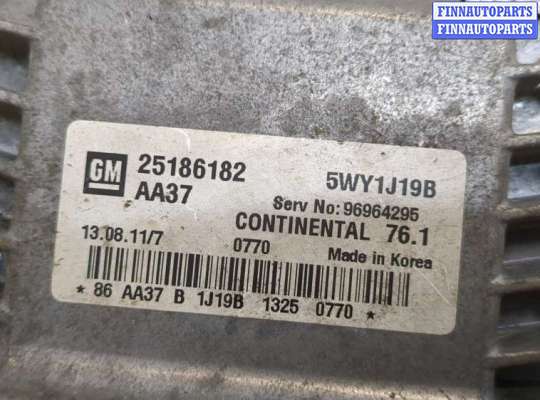 FINNAUTOPARTS
FINNAUTOPARTS
GM 25186182 5WY1J19B
AA37 Serv No: 96964295
CONTINENTAL 76.1
13.08.11/7 0770 Made in Korea
* 86 AA37 B 1J19B 1325 0770 *